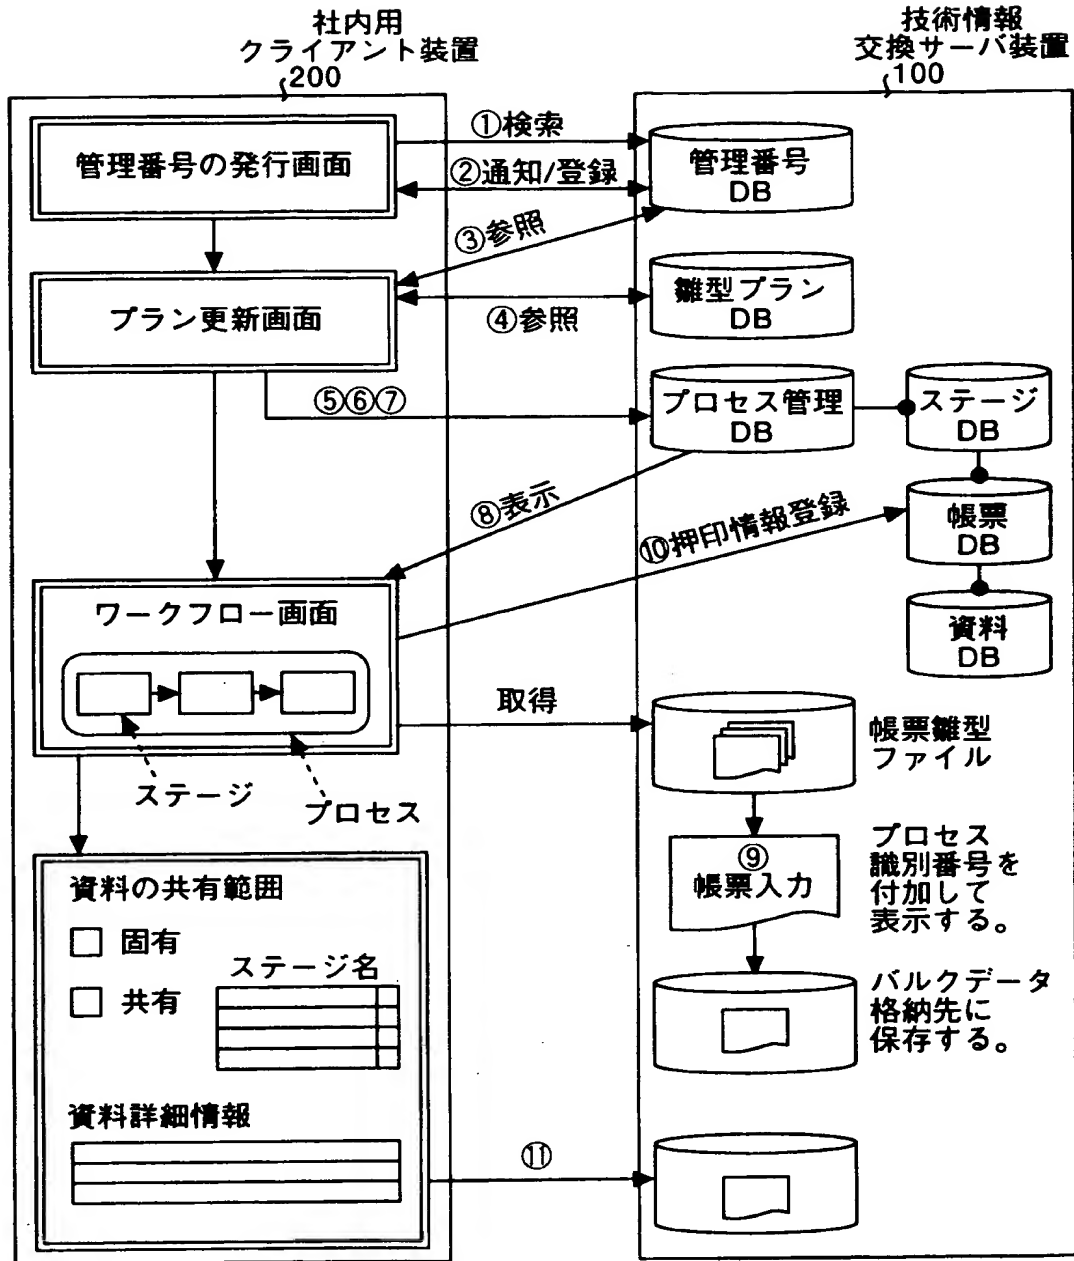 社内用
クライアント装置
200
技術情報
交換サーバ装置
100
管理番号の発行画面
①検索
②通知/登録
管理番号
DB
③参照
プラン更新画面
④参照
雛型プラン
DB
⑤⑥⑦
プロセス管理
DB
ステージ
DB
⑧表示
⑩押印情報登録
帳票
DB
資料
DB
ワークフロー画面
ステージ
プロセス
取得
帳票雛型
ファイル
⑨
帳票入力
プロセス
識別番号を
付加して
表示する。
資料の共有範囲
固有
共有
ステージ名
バルクデータ
格納先に
保存する。
資料詳細情報
⑪